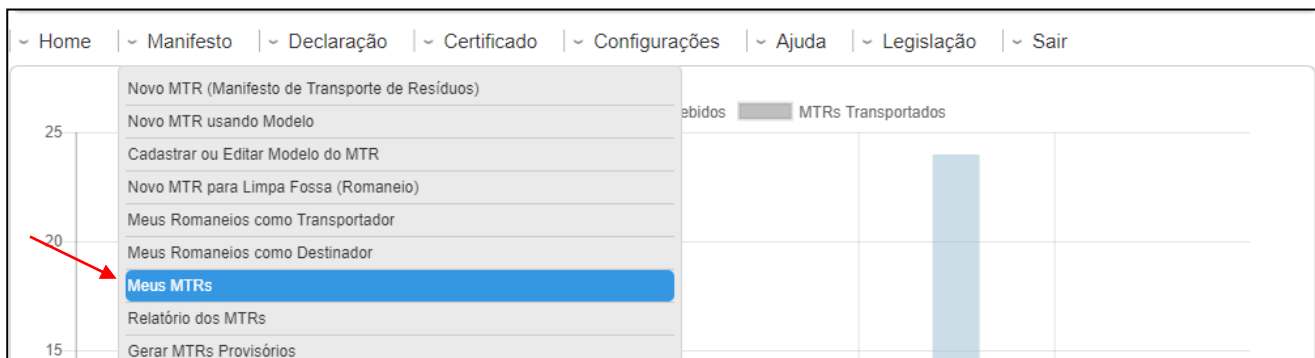 Home Manifesto Declaração Certificado Configurações Ajuda Legislação Sair
Novo MTR (Manifesto de Transporte de Resíduos)
ebidos MTRs Transportados
Novo MTR usando Modelo
25
Cadastrar ou Editar Modelo do MTR
Novo MTR para Limpa Fossa (Romaneio)
Meus Romaneios como Transportador
20
Meus Romaneios como Destinador
Meus MTRs
Relatório dos MTRs
15
Gerar MTRs Provisórios